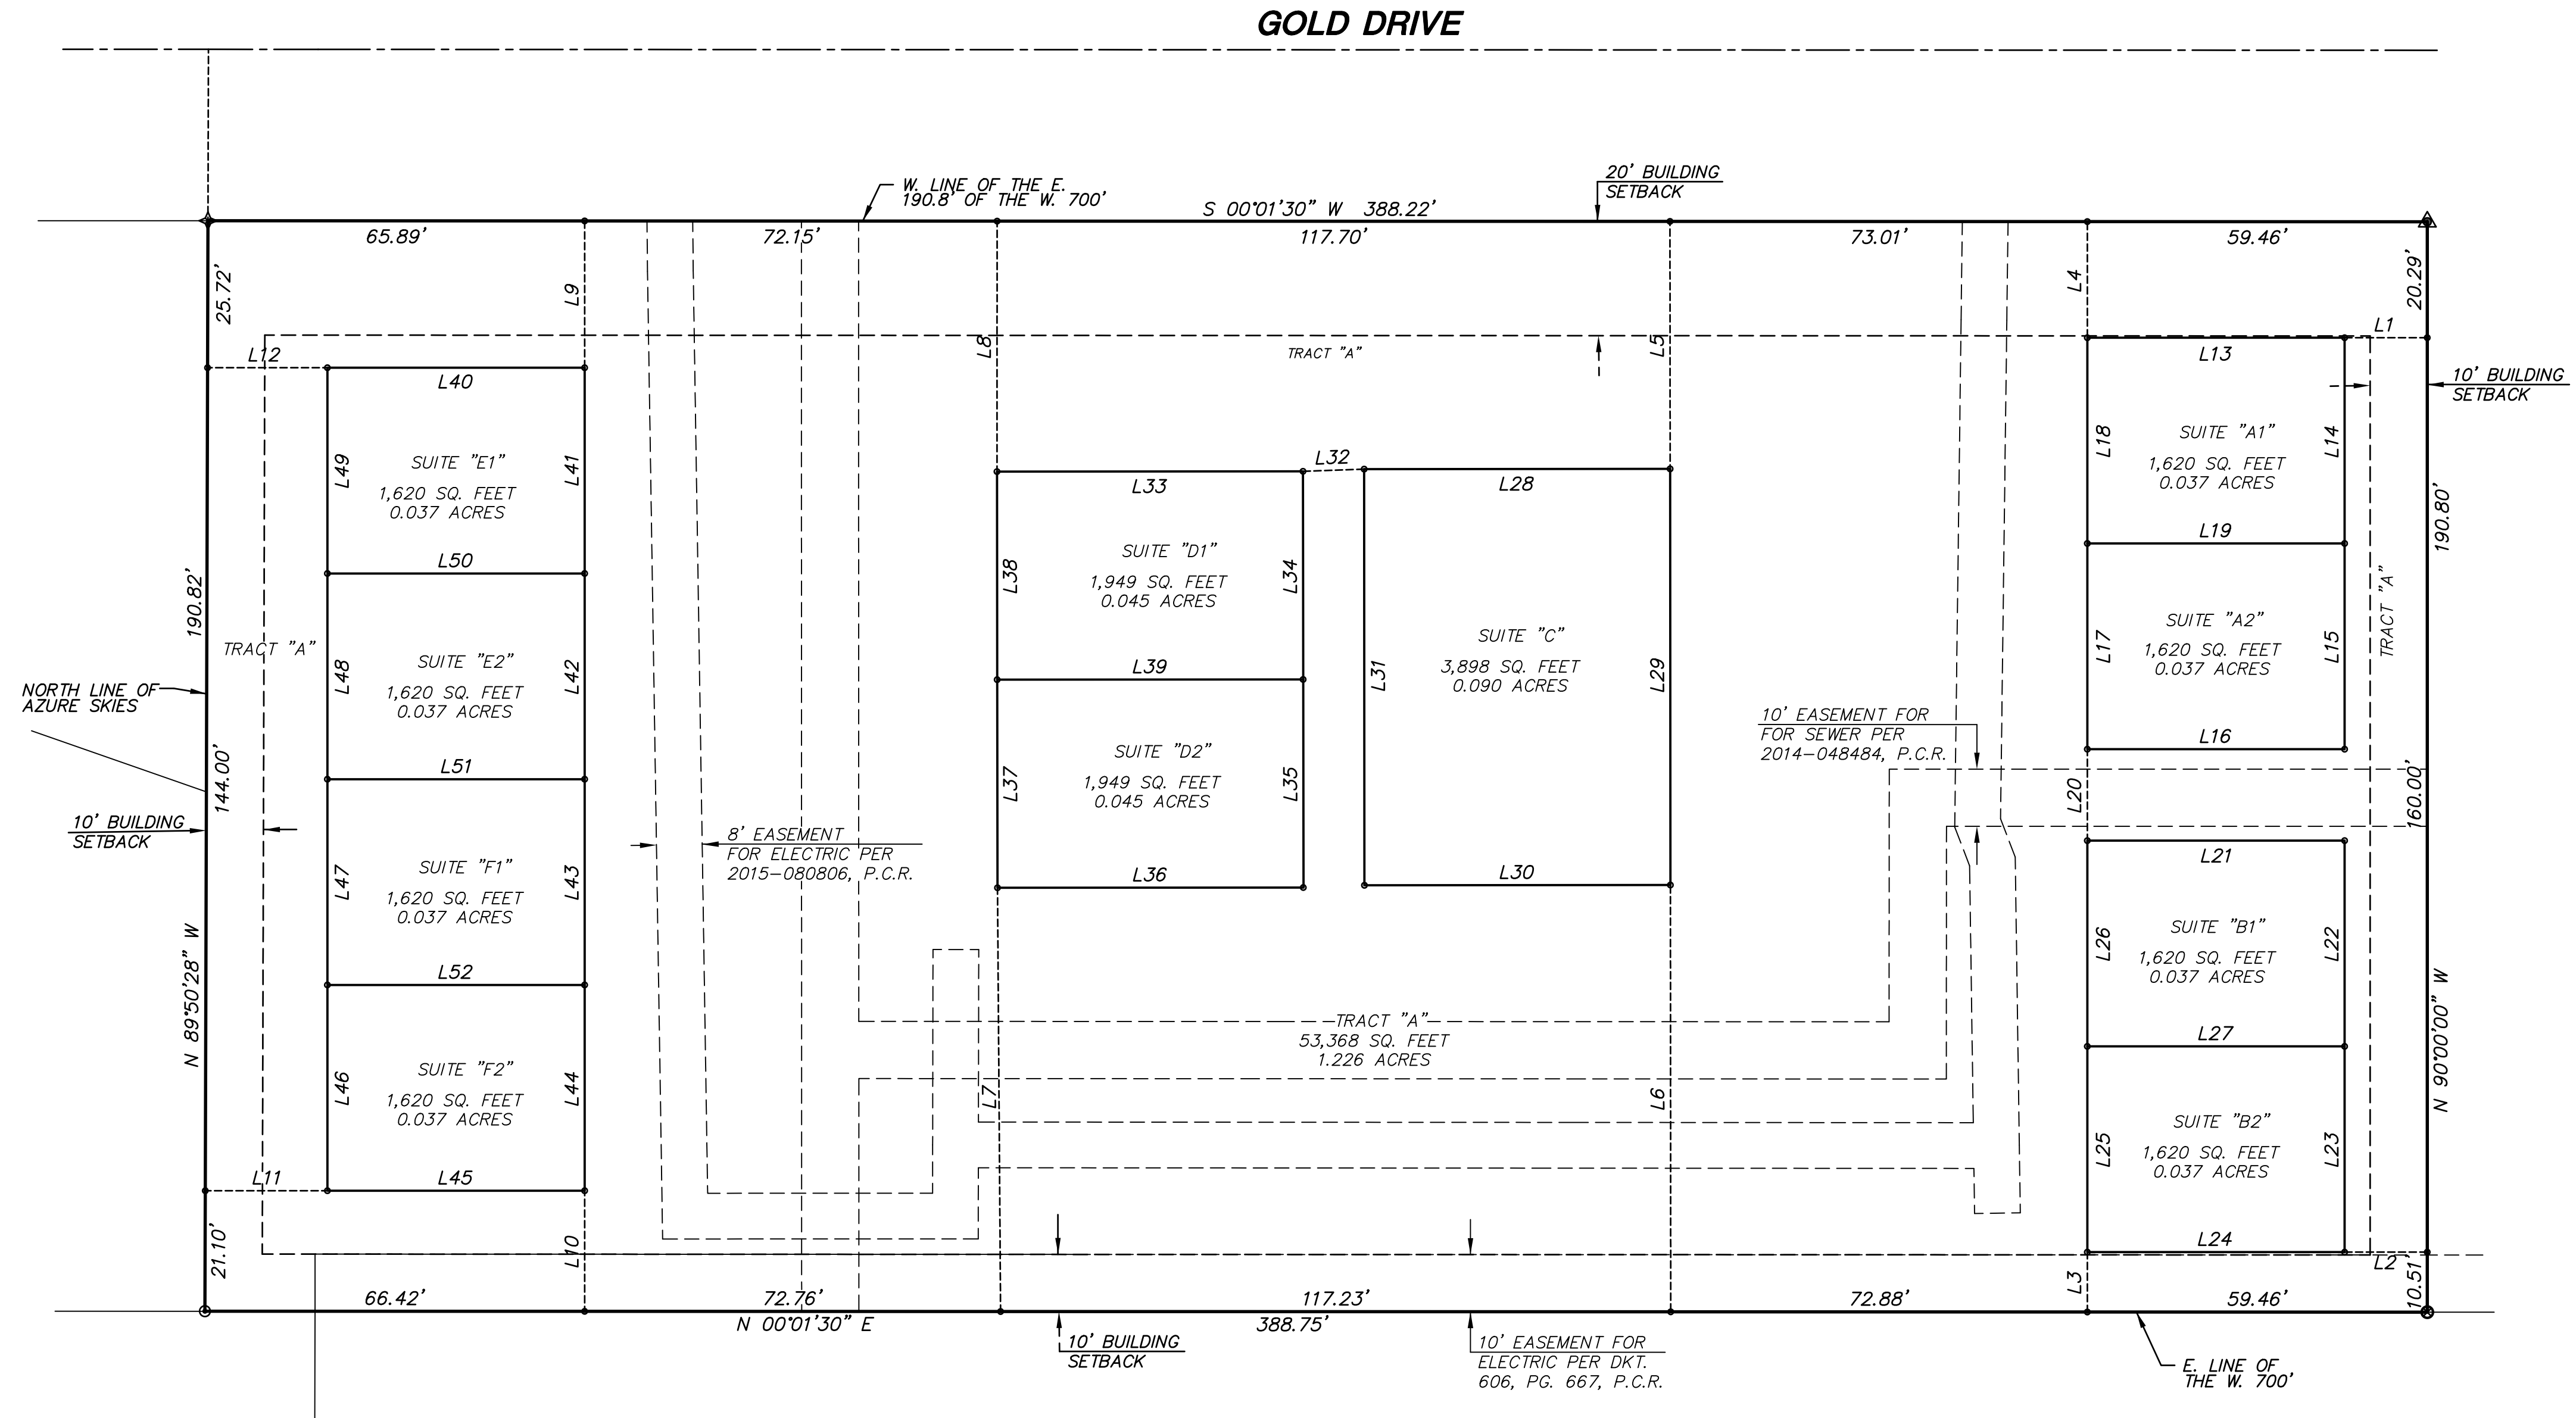 GOLD DRIVE
W. LINE OF THE E.
190.8' OF THE W. 700'
20' BUILDING
SETBACK
S 00°01'30" W 388.22'
65.89'
72.15'
117.70'
73.01'
59.46'
25.72'
L9
L8
L5
L4
20.29'
L12
TRACT "A"
L1
L40
L13
10' BUILDING
SETBACK
L49
SUITE "E1"
1,620 SQ. FEET
0.037 ACRES
L41
L32
L33
L28
L18
SUITE "A1"
1,620 SQ. FEET
0.037 ACRES
L14
190.80'
L50
L38
SUITE "D1"
1,949 SQ. FEET
0.045 ACRES
L34
L19
190.82'
TRACT "A"
L48
SUITE "E2"
1,620 SQ. FEET
0.037 ACRES
L42
L39
L31
SUITE "C"
3,898 SQ. FEET
0.090 ACRES
L29
L17
SUITE "A2"
1,620 SQ. FEET
0.037 ACRES
L15
TRACT "A"
NORTH LINE OF
AZURE SKIES
10' EASEMENT FOR
FOR SEWER PER
2014-048484, P.C.R.
L16
144.00'
L51
L37
SUITE "D2"
1,949 SQ. FEET
0.045 ACRES
L35
L20
160.00'
10' BUILDING
SETBACK
8' EASEMENT
FOR ELECTRIC PER
2015-080806, P.C.R.
L21
L47
SUITE "F1"
1,620 SQ. FEET
0.037 ACRES
L43
L36
L30
L26
SUITE "B1"
1,620 SQ. FEET
0.037 ACRES
L22
N 89°50'28" W
L52
TRACT "A"
53,368 SQ. FEET
1.226 ACRES
L27
N 90°00'00" W
L46
SUITE "F2"
1,620 SQ. FEET
0.037 ACRES
L44
L7
L6
L25
SUITE "B2"
1,620 SQ. FEET
0.037 ACRES
L23
L11
L45
L24
21.10'
L10
L3
L2
10.51'
66.42'
72.76'
117.23'
72.88'
59.46'
N 00°01'30" E
388.75'
10' BUILDING
SETBACK
10' EASEMENT FOR
ELECTRIC PER DKT.
606, PG. 667, P.C.R.
E. LINE OF
THE W. 700'